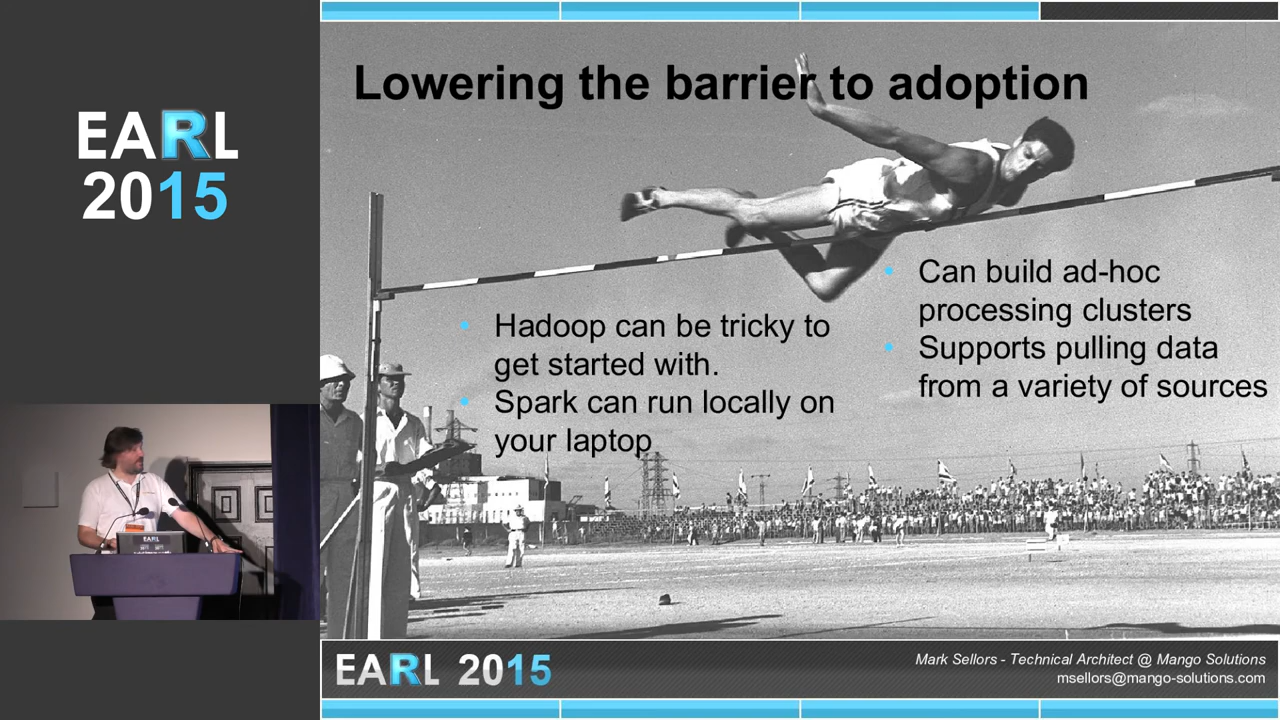 EARL
2015
Lowering the barrier to adoption
Hadoop can be tricky to
get started with.
Spark can run locally on
your laptop
Can build ad-hoc
processing clusters
Supports pulling data
from a variety of sources
EARL
EARL 2015
Mark Sellors - Technical Architect @ Mango Solutions
msellors@mango-solutions.com